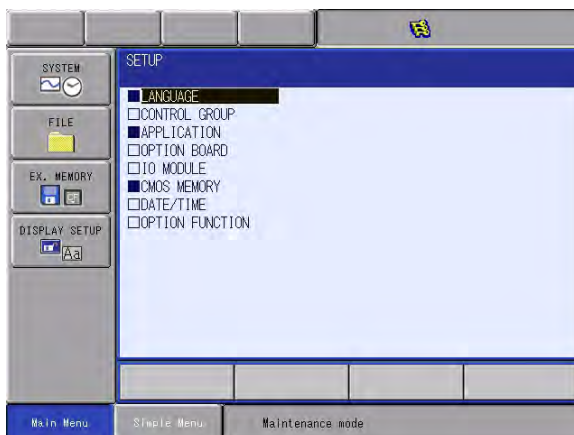 SYSTEM
FILE
EX. MEMORY
DISPLAY SETUP
Aa
SETUP
LANGUAGE
CONTROL GROUP
APPLICATION
OPTION BOARD
IO MODULE
CMOS MEMORY
DATE/TIME
OPTION FUNCTION
Main Menu
Simple Menu
Maintenance mode